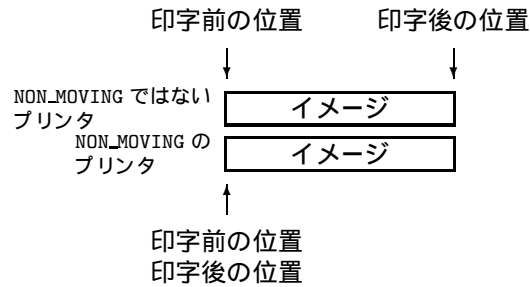 印字前の位置 印字後の位置
NON_MOVING ではない
プリンタ
イメージ
NON_MOVING の
プリンタ
イメージ
印字前の位置
印字後の位置